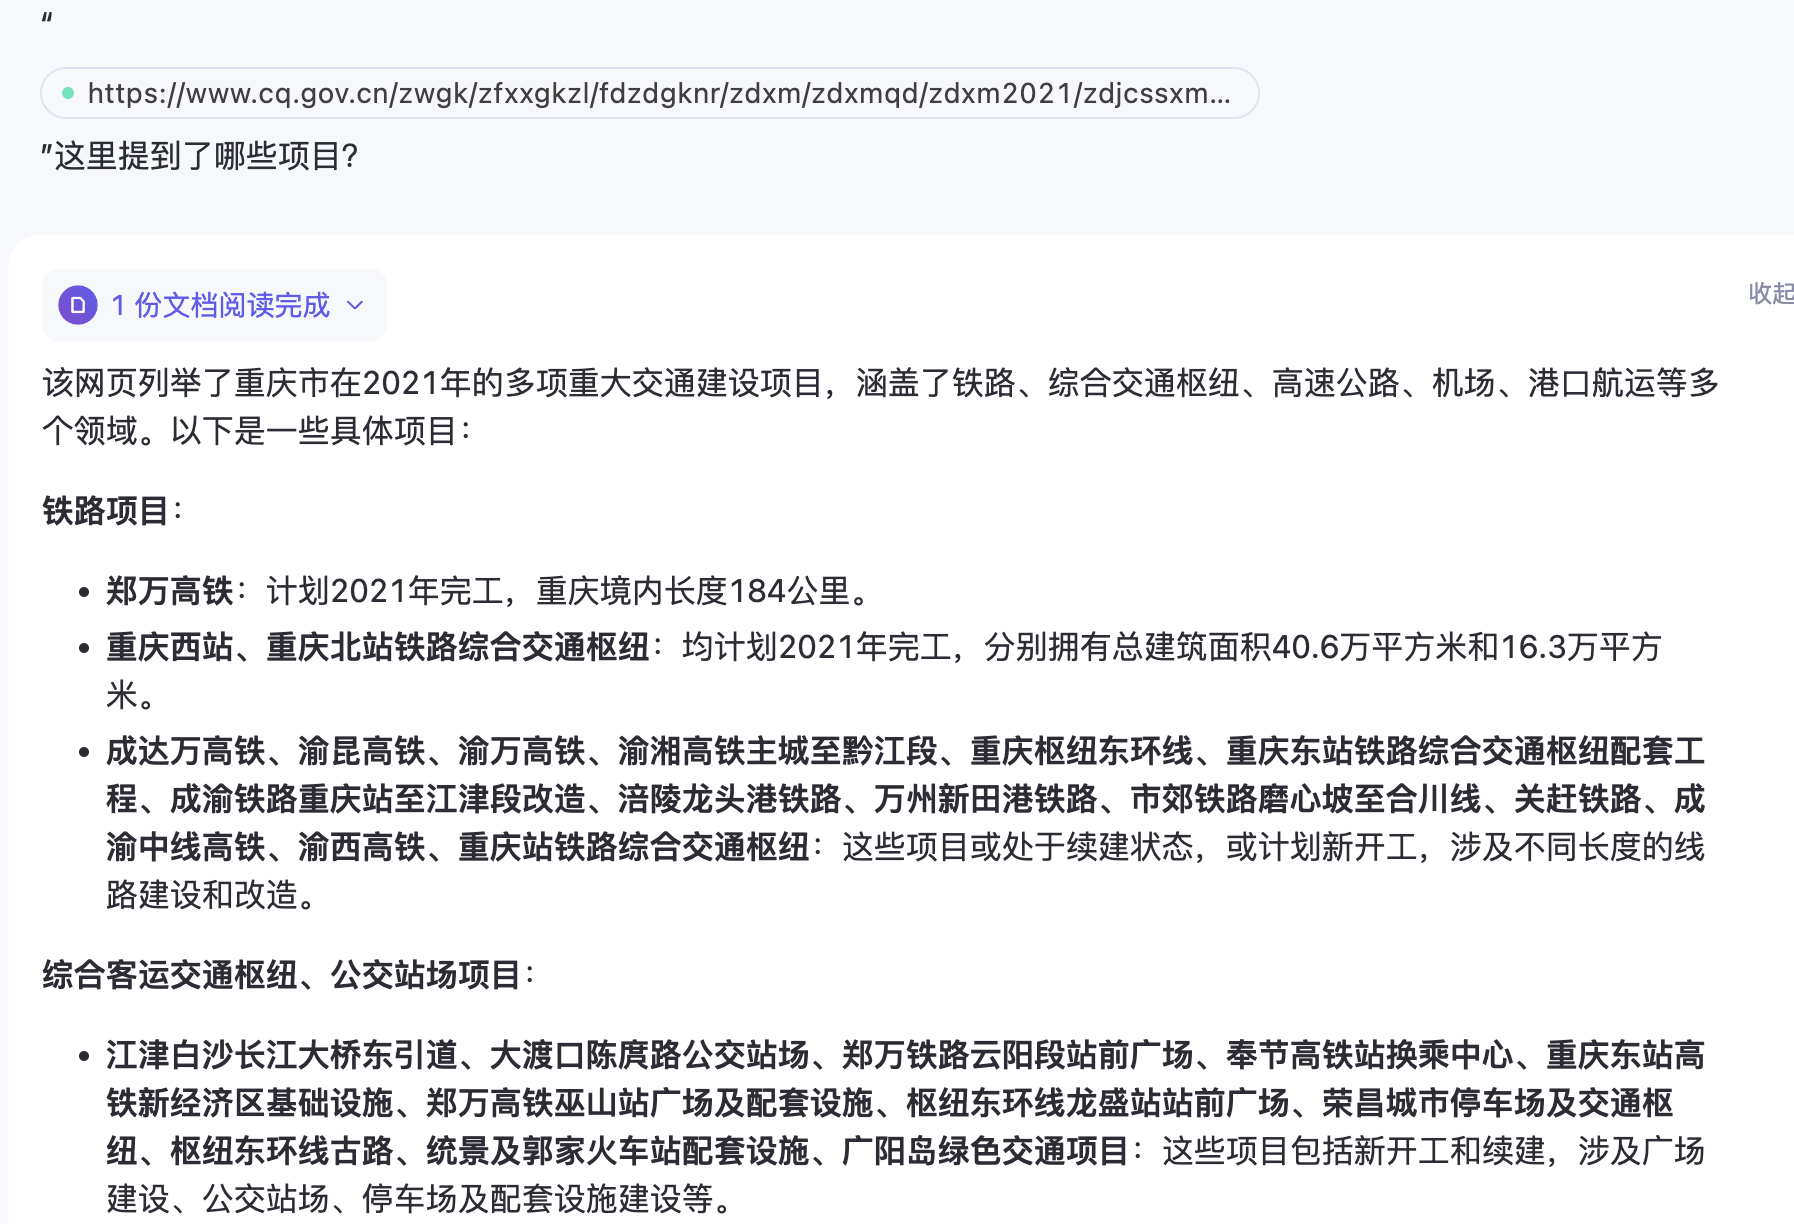 “
https://www.cq.gov.cn/zwgk/zfxxgkzl/fdzdgknr/zdxm/zdxmqd/zdxm2021/zdjcssxm...
”这里提到了哪些项目？
1 份文档阅读完成
收起
该网页列举了重庆市在2021年的多项重大交通建设项目，涵盖了铁路、综合交通枢纽、高速公路、机场、港口航运等多
个领域。以下是一些具体项目：
铁路项目：
• 郑万高铁：计划2021年完工，重庆境内长度184公里。
• 重庆西站、重庆北站铁路综合交通枢纽：均计划2021年完工，分别拥有总建筑面积40.6万平方米和16.3万平方
米。
• 成达万高铁、渝昆高铁、渝万高铁、渝湘高铁主城至黔江段、重庆枢纽东环线、重庆东站铁路综合交通枢纽配套工
程、成渝铁路重庆站至江津段改造、涪陵龙头港铁路、万州新田港铁路、市郊铁路磨心坡至合川线、关赶铁路、成
渝中线高铁、渝西高铁、重庆站铁路综合交通枢纽：这些项目或处于续建状态，或计划新开工，涉及不同长度的线
路建设和改造。
综合客运交通枢纽、公交站场项目：
• 江津白沙长江大桥东引道、大渡口陈庹路公交站场、郑万铁路云阳段站前广场、奉节高铁站换乘中心、重庆东站高
铁新经济区基础设施、郑万高铁巫山站广场及配套设施、枢纽东环线龙盛站站前广场、荣昌城市停车场及交通枢
纽、枢纽东环线古路、统景及郭家火车站配套设施、广阳岛绿色交通项目：这些项目包括新开工和续建，涉及广场
建设、公交站场、停车场及配套设施建设等。